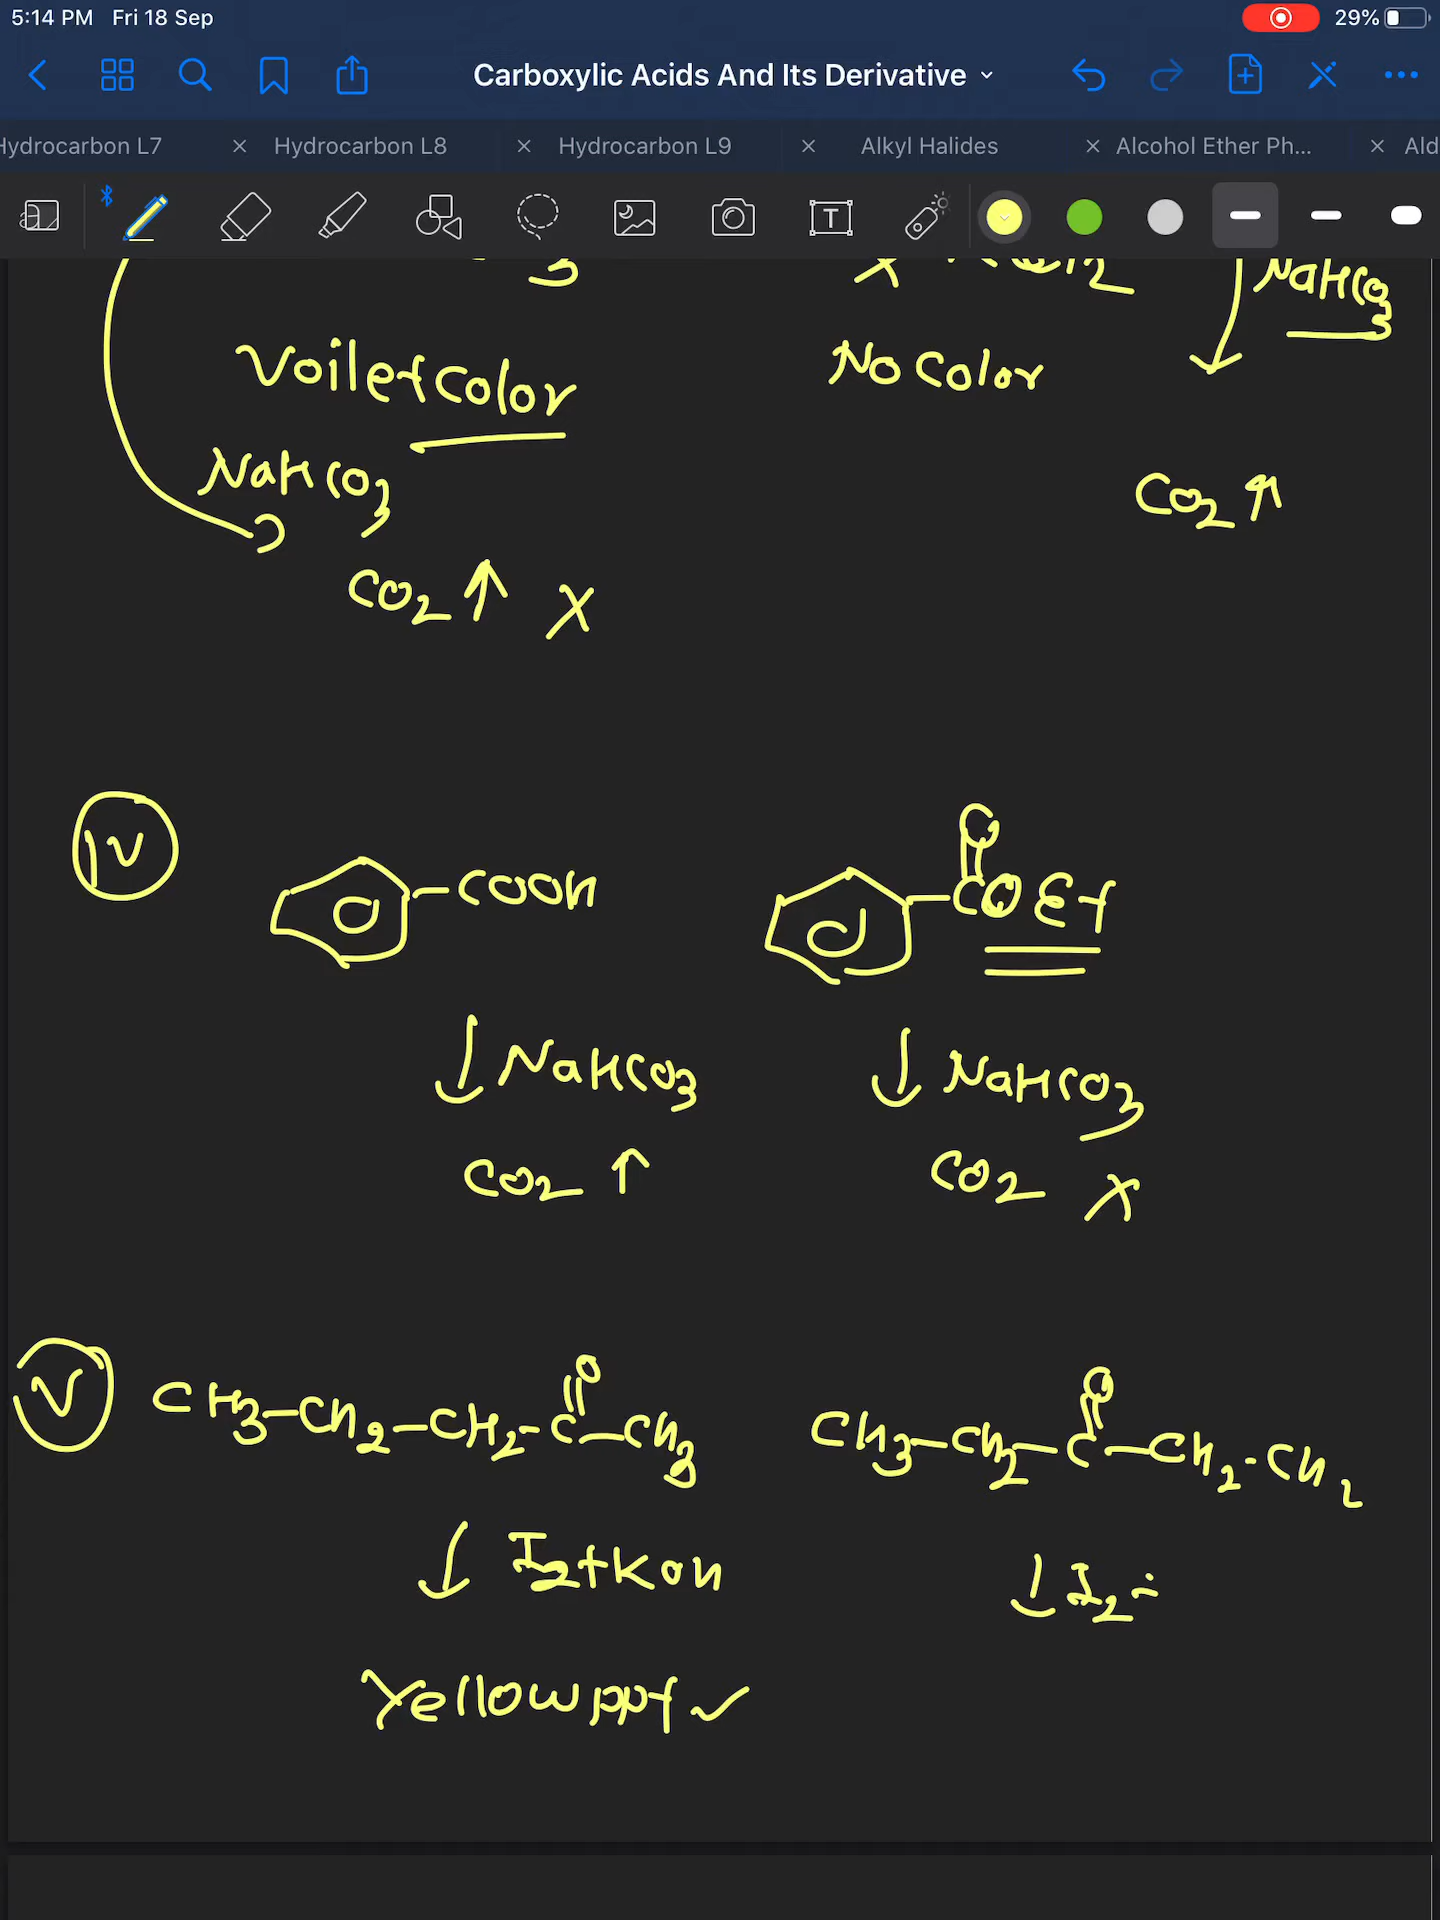 5:14 PM Fri 18 Sep 29%
Carboxylic Acids And Its Derivative
Hydrocarbon L7 × Hydrocarbon L8 × Hydrocarbon L9 × Alkyl Halides × Alcohol Ether Ph... × Ald
T
3 X NaHCO3
Voilet Color No Color
NaHCO3 CO2 ↑
CO2 ↑ X
IV
COOH O
COEt
↓ NaHCO3 ↓ NaHCO3
CO2 ↑ CO2 X
V
O O
CH3-CH2-CH2-C-CH3 CH3-CH2-C-CH2-CH2
↓ I2+KOH ↓ I2
Yellow ppt ✓